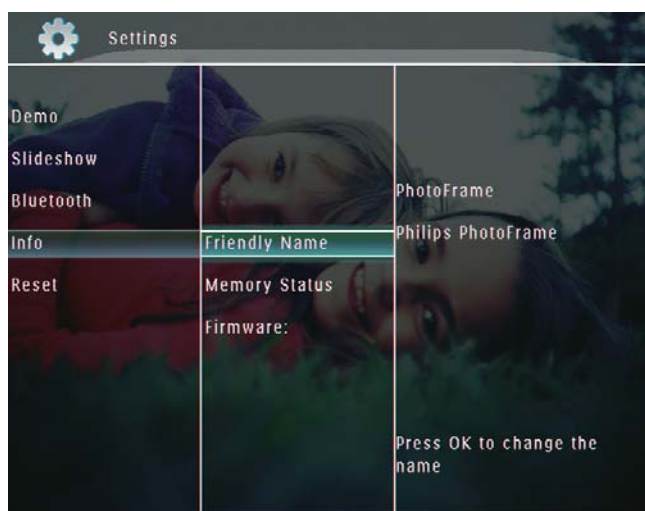 Settings
Demo
Slideshow
Bluetooth
Info
Reset
Friendly Name
Memory Status
Firmware:
PhotoFrame
Philips PhotoFrame
Press OK to change the
name